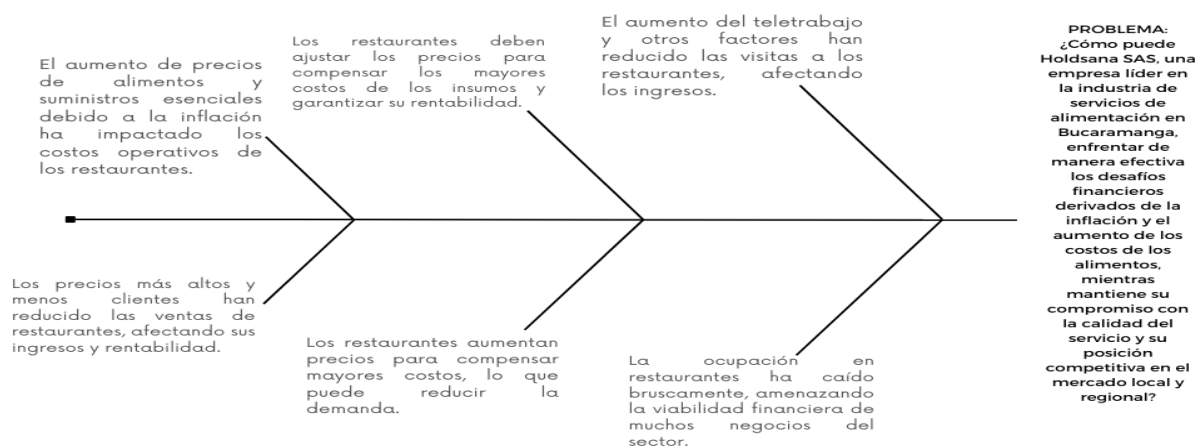 El aumento de precios
de alimentos y
suministros esenciales
debido a la inflación
ha impactado los
costos operativos de
los restaurantes.
Los restaurantes deben
ajustar los precios para
compensar los mayores
costos de los insumos y
garantizar su rentabilidad.
El aumento del teletrabajo
y otros factores han
reducido las visitas a los
restaurantes, afectando
los ingresos.
Los precios más altos y
menos clientes han
reducido las ventas de
restaurantes, afectando sus
ingresos y rentabilidad.
Los restaurantes aumentan
precios para compensar
mayores costos, lo que
puede reducir la
demanda.
La ocupación en
restaurantes ha caído
bruscamente, amenazando
la viabilidad financiera de
muchos negocios del
sector.
PROBLEMA:
¿Cómo puede
Holdsana SAS, una
empresa líder en
la industria de
servicios de
alimentación en
Bucaramanga,
enfrentar de
manera efectiva
los desafíos
financieros
derivados de la
inflación y el
aumento de los
costos de los
alimentos,
mientras
mantiene su
compromiso con
la calidad del
servicio y su
posición
competitiva en el
mercado local y
regional?